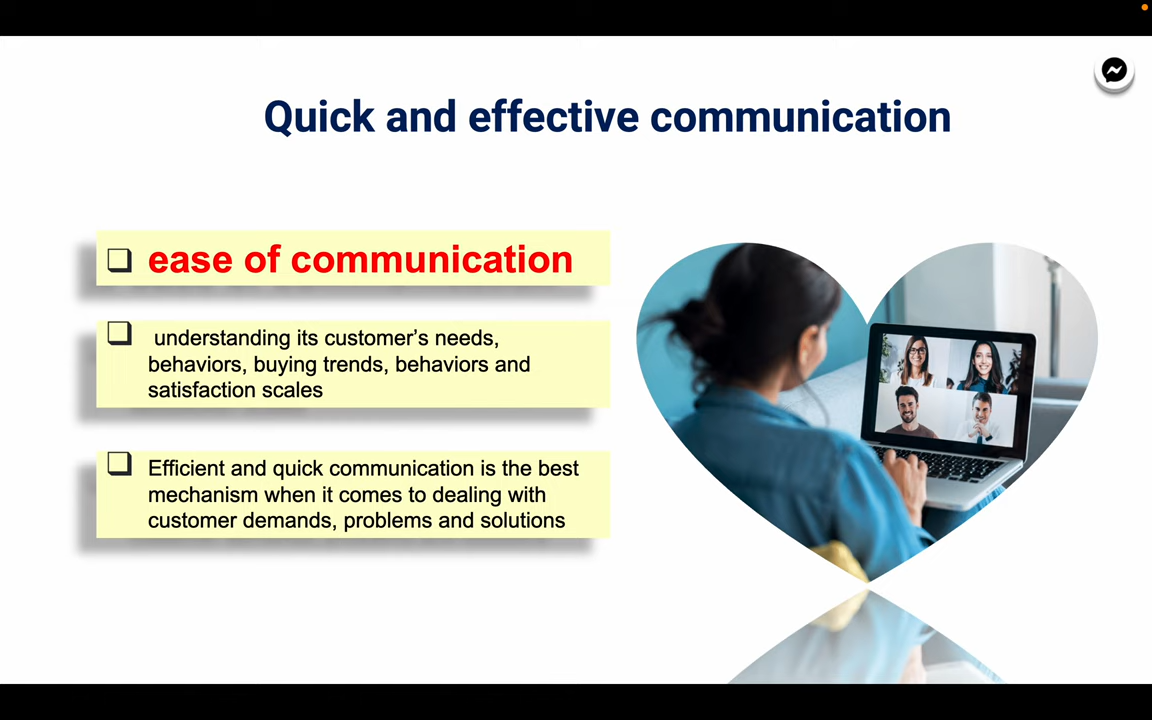 Quick and effective communication
ease of communication
understanding its customer’s needs,
behaviors, buying trends, behaviors and
satisfaction scales
Efficient and quick communication is the best
mechanism when it comes to dealing with
customer demands, problems and solutions